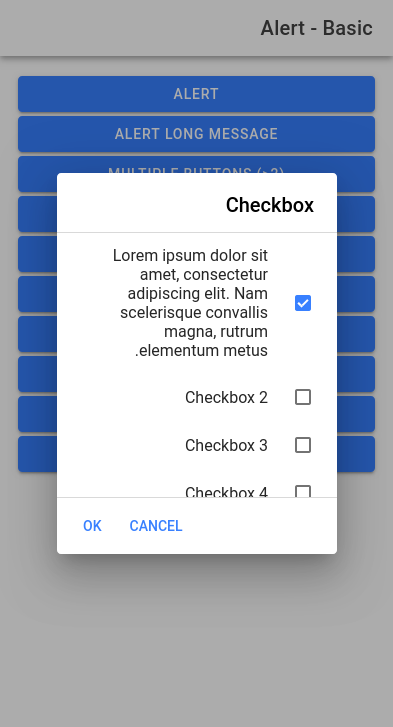 Alert - Basic
ALERT
ALERT LONG MESSAGE
MULTIPLE BUTTONS (>2)
Checkbox
Lorem ipsum dolor sit
amet, consectetur
adipiscing elit. Nam
scelerisque convallis
magna, rutrum
.elementum metus
Checkbox 2
Checkbox 3
Checkbox 4
OK
CANCEL